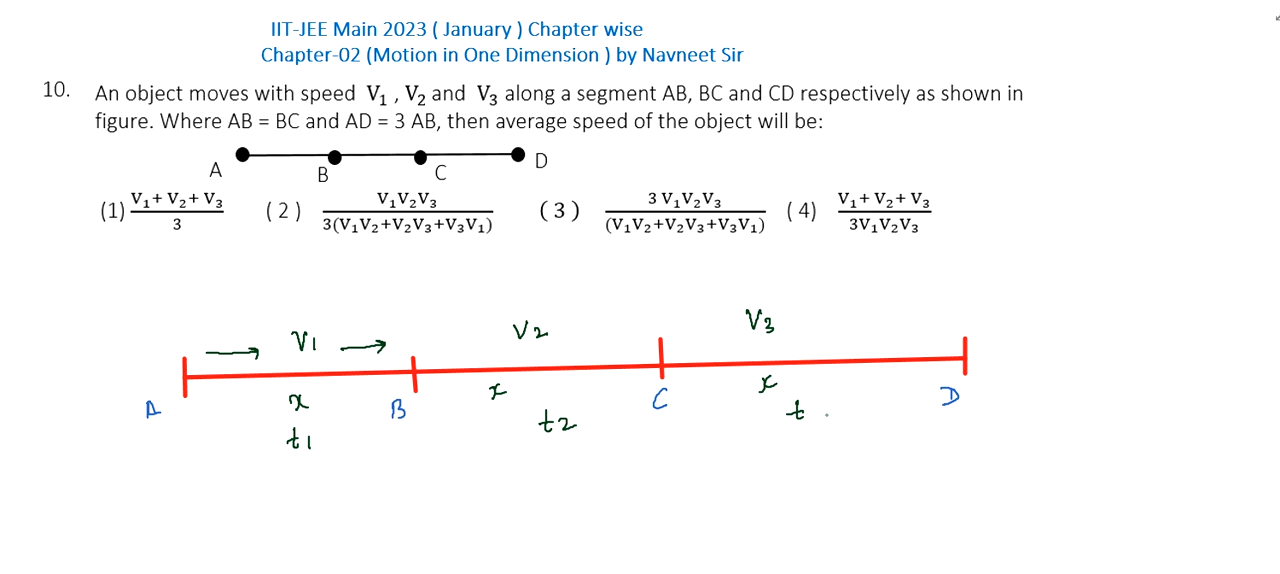 IIT-JEE Main 2023 ( January ) Chapter wise
Chapter-02 (Motion in One Dimension ) by Navneet Sir
10. An object moves with speed V₁ , V₂ and V₃ along a segment AB, BC and CD respectively as shown in
figure. Where AB = BC and AD = 3 AB, then average speed of the object will be:
A B C D
(1) V₁+ V₂+ V₃ / 3 ( 2 ) V₁V₂V₃ / 3(V₁V₂+V₂V₃+V₃V₁) ( 3 ) 3 V₁V₂V₃ / (V₁V₂+V₂V₃+V₃V₁) ( 4) V₁+ V₂+ V₃ / 3V₁V₂V₃
→ V1 → V2 V3
A x B x C x D
t1 t2 t